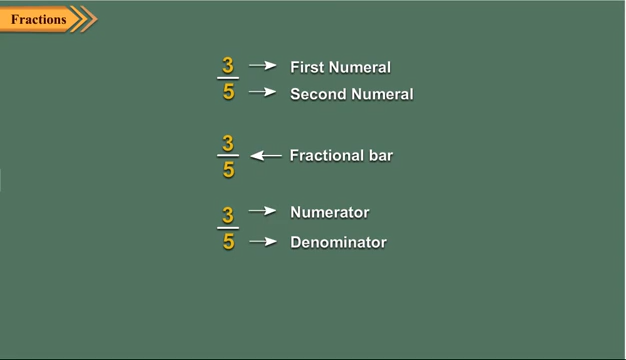 Fractions
3 First Numeral
5 Second Numeral
3
Fractional bar
5
3 Numerator
5 Denominator